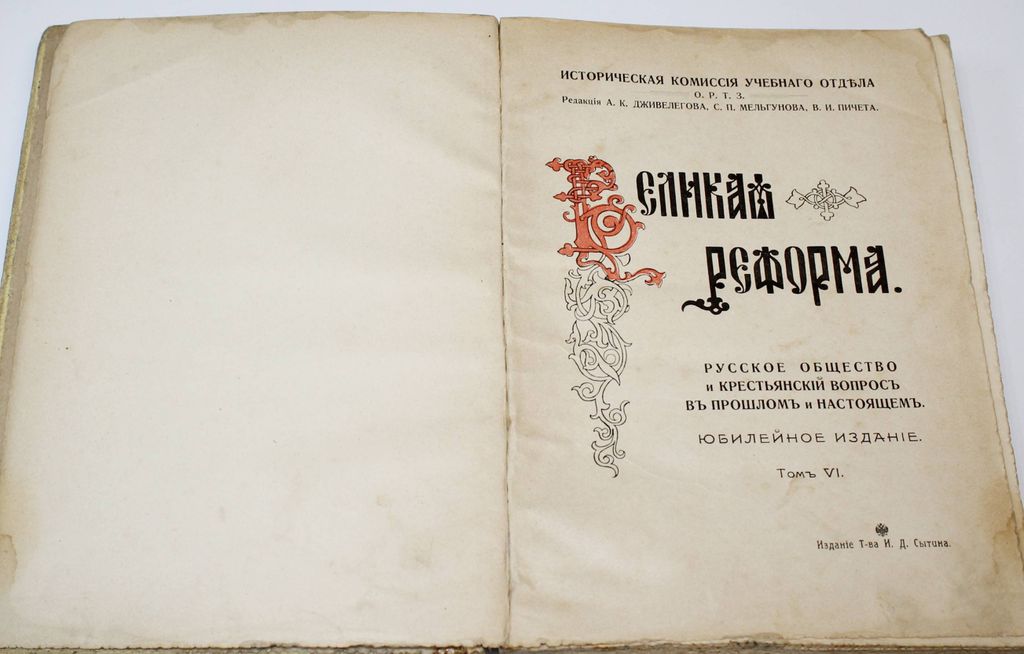 ИСТОРИЧЕСКАЯ КОМИССІЯ УЧЕБНАГО ОТДѢЛА
О. Р. Т. З.
Редакція А. К. ДЖИВЕЛЕГОВА, С. П. МЕЛЬГУНОВА, В. И. ПИЧЕТА.
ВЕЛИКАѦ
РЕФОРМА.
РУССКОЕ ОБЩЕСТВО
и КРЕСТЬЯНСКІЙ ВОПРОСЪ
ВЪ ПРОШЛОМЪ и НАСТОЯЩЕМЪ.
ЮБИЛЕЙНОЕ ИЗДАНІЕ.
Томъ VI.
Изданіе Т-ва И. Д. Сытина.